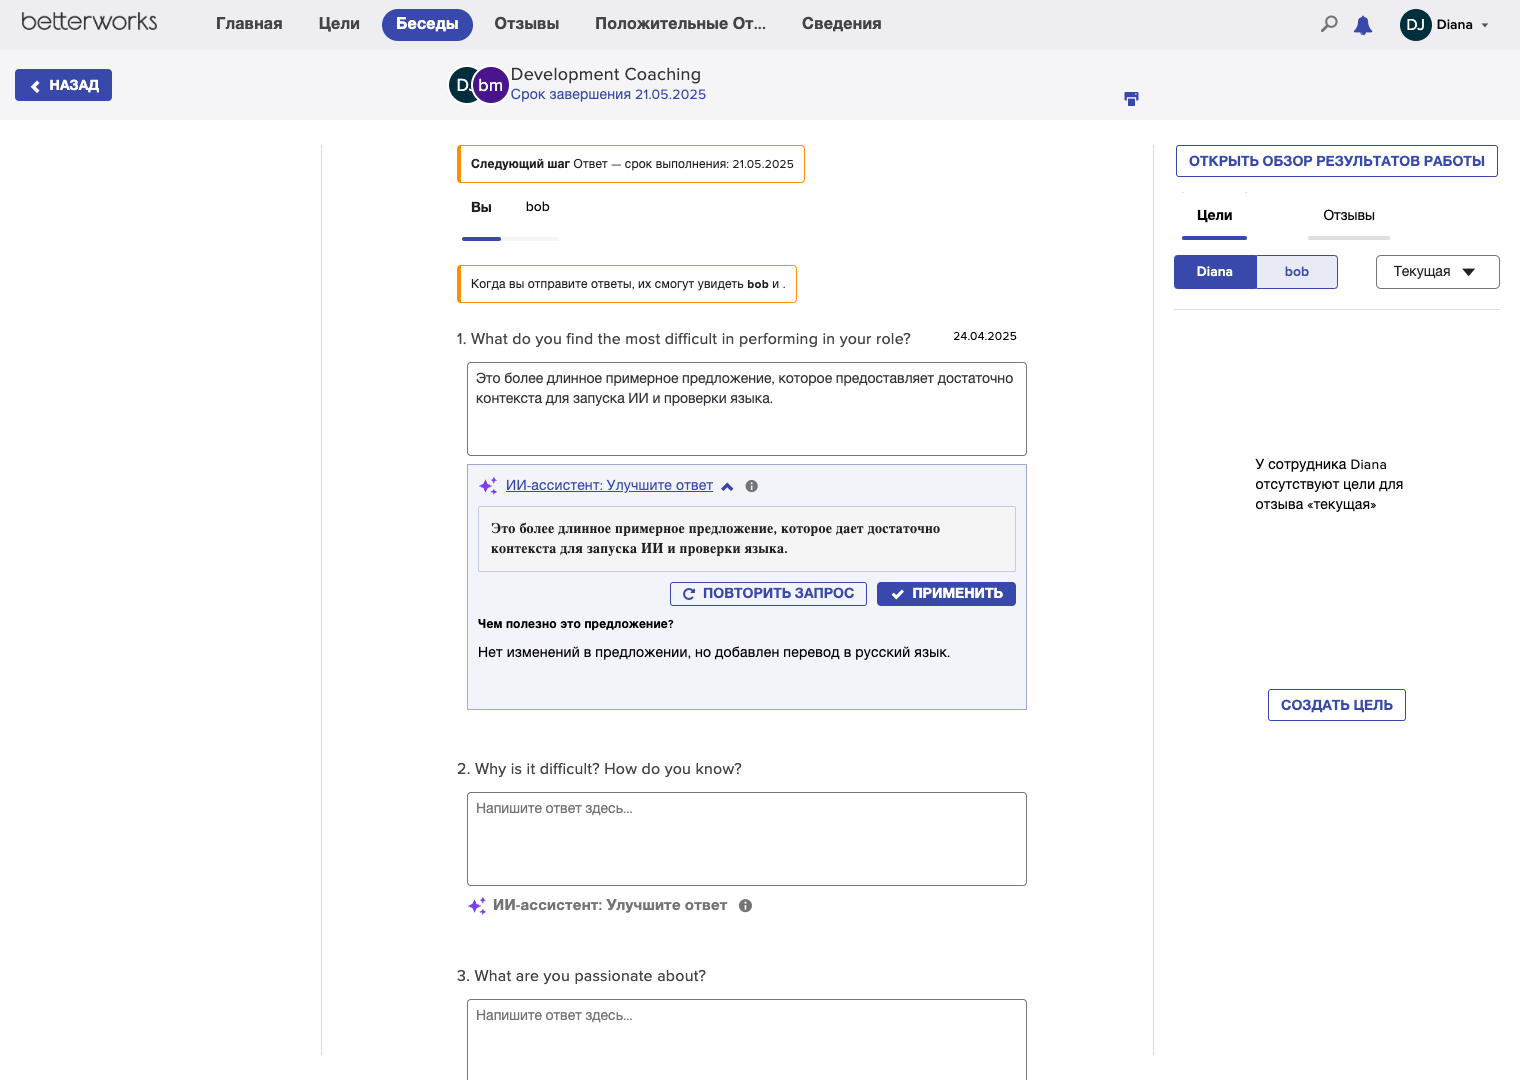 betterworks
Главная
Цели
Беседы
Отзывы
Положительные От...
Сведения
DJ
Diana
НАЗАД
bm
Development Coaching
Срок завершения 21.05.2025
Следующий шаг Ответ — срок выполнения: 21.05.2025
Вы
bob
Когда вы отправите ответы, их смогут увидеть bob и .
1. What do you find the most difficult in performing in your role?
24.04.2025
Это более длинное примерное предложение, которое предоставляет достаточно
контекста для запуска ИИ и проверки языка.
ИИ-ассистент: Улучшите ответ
Это более длинное примерное предложение, которое дает достаточно
контекста для запуска ИИ и проверки языка.
ПОВТОРИТЬ ЗАПРОС
ПРИМЕНИТЬ
Чем полезно это предложение?
Нет изменений в предложении, но добавлен перевод в русский язык.
2. Why is it difficult? How do you know?
Напишите ответ здесь...
ИИ-ассистент: Улучшите ответ
3. What are you passionate about?
Напишите ответ здесь...
ОТКРЫТЬ ОБЗОР РЕЗУЛЬТАТОВ РАБОТЫ
Цели
Отзывы
Diana
bob
Текущая
У сотрудника Diana
отсутствуют цели для
отзыва «текущая»
СОЗДАТЬ ЦЕЛЬ